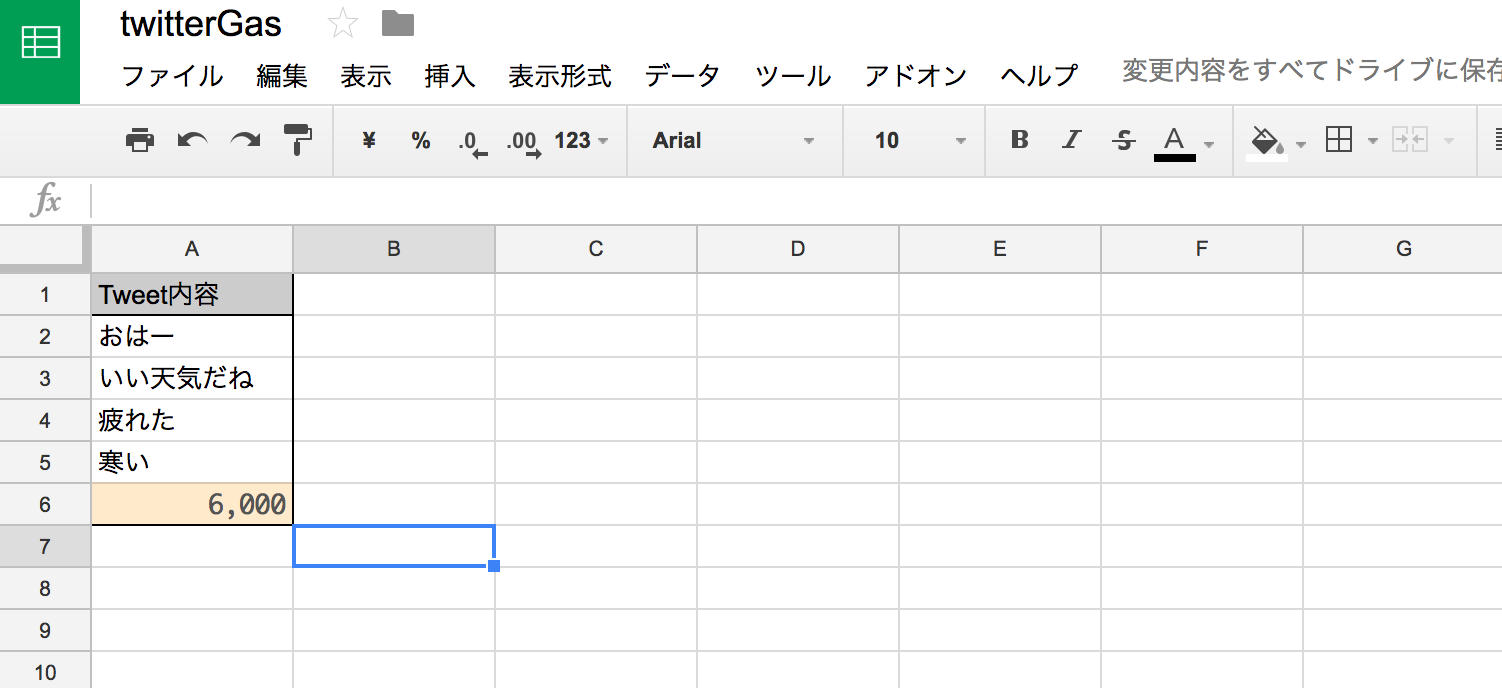 twitterGas
ファイル 編集 表示 挿入 表示形式 データ ツール アドオン ヘルプ 変更内容をすべてドライブに保存
¥ % .0 .00 123 Arial 10 B I S A
fx
A B C D E F G
1 Tweet内容
2 おはー
3 いい天気だね
4 疲れた
5 寒い
6 6,000
7
8
9
10